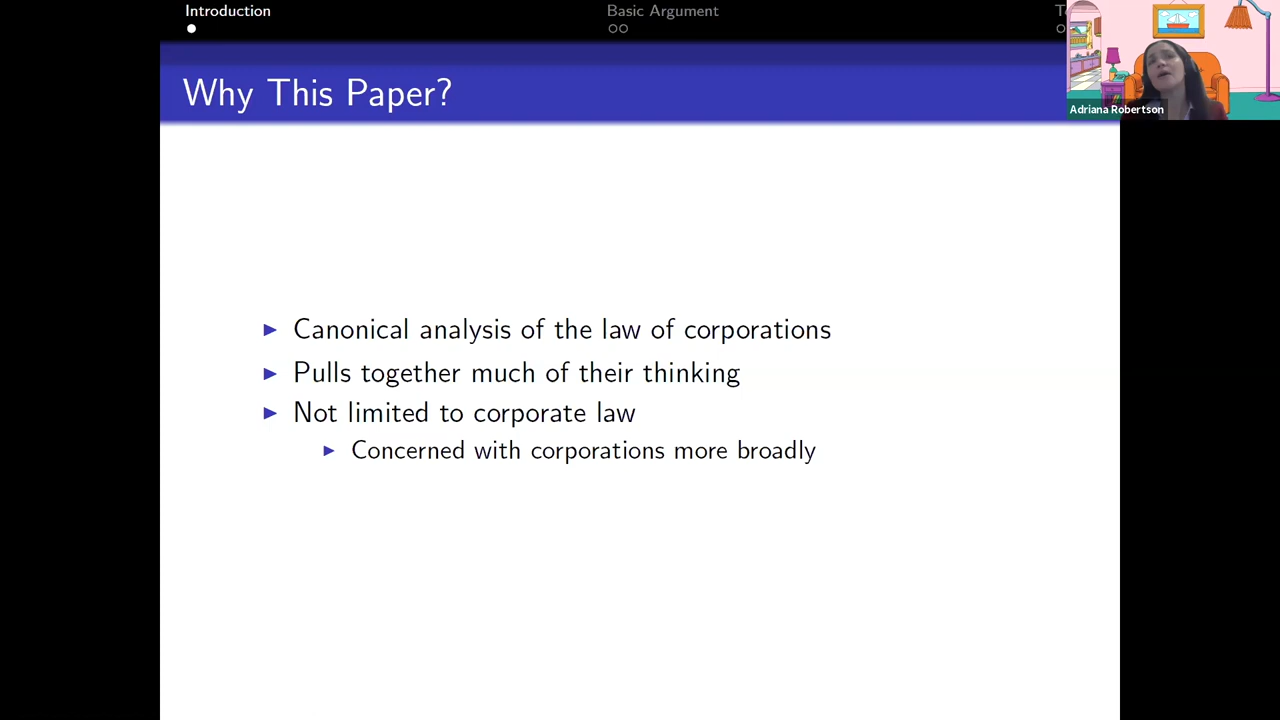 Introduction
Basic Argument
Why This Paper?
Adriana Robertson
Canonical analysis of the law of corporations
Pulls together much of their thinking
Not limited to corporate law
Concerned with corporations more broadly